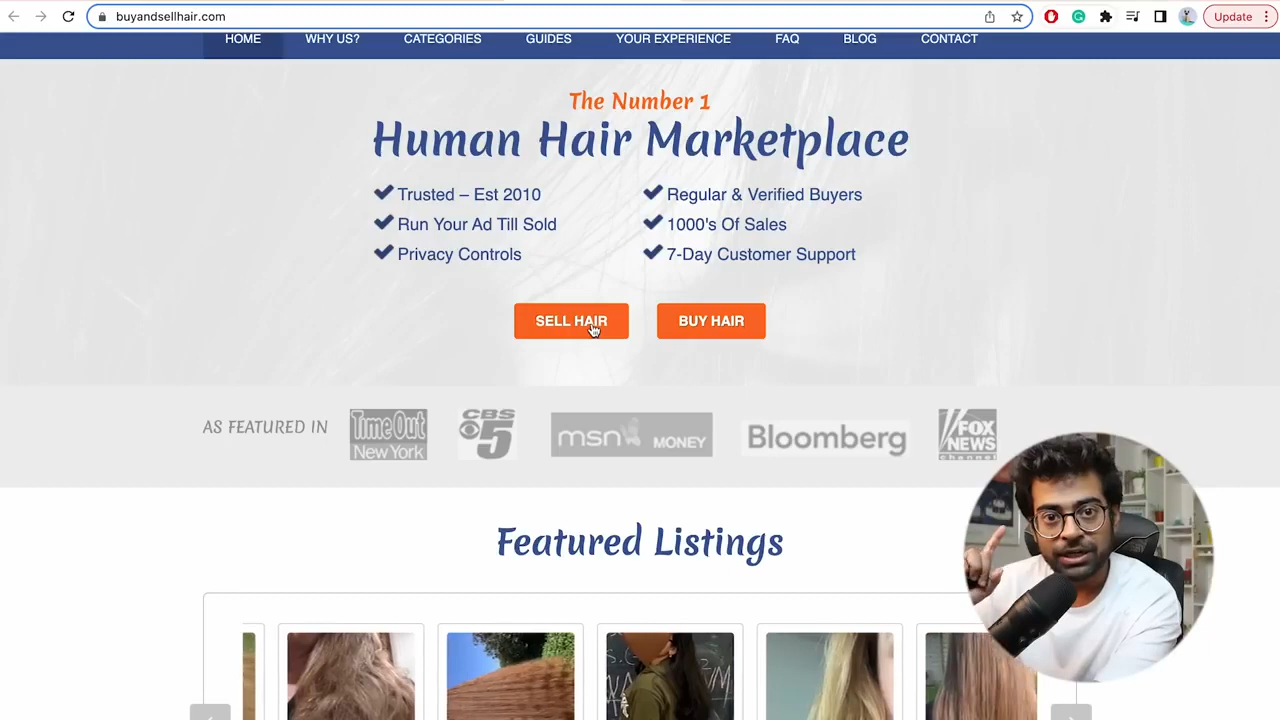 buyandsellhair.com
Update
HOME WHY US? CATEGORIES GUIDES YOUR EXPERIENCE FAQ BLOG CONTACT
The Number 1
Human Hair Marketplace
Trusted – Est 2010
Regular & Verified Buyers
Run Your Ad Till Sold
1000's Of Sales
Privacy Controls
7-Day Customer Support
SELL HAIR
BUY HAIR
AS FEATURED IN
TimeOut
New York
CBS
5
msn MONEY
Bloomberg
FOX
NEWS
channel
Featured Listings